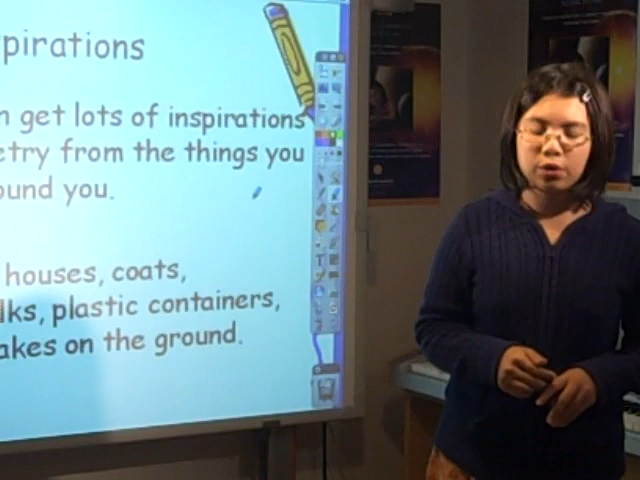 pirations
n get lots of inspirations
etry from the things you
ound you.
houses, coats,
lks, plastic containers,
akes on the ground.